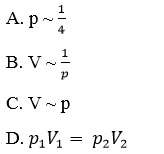 A. p ~ 1/4
B. V ~ 1/p
C. V ~ p
D. p₁V₁ = p₂V₂